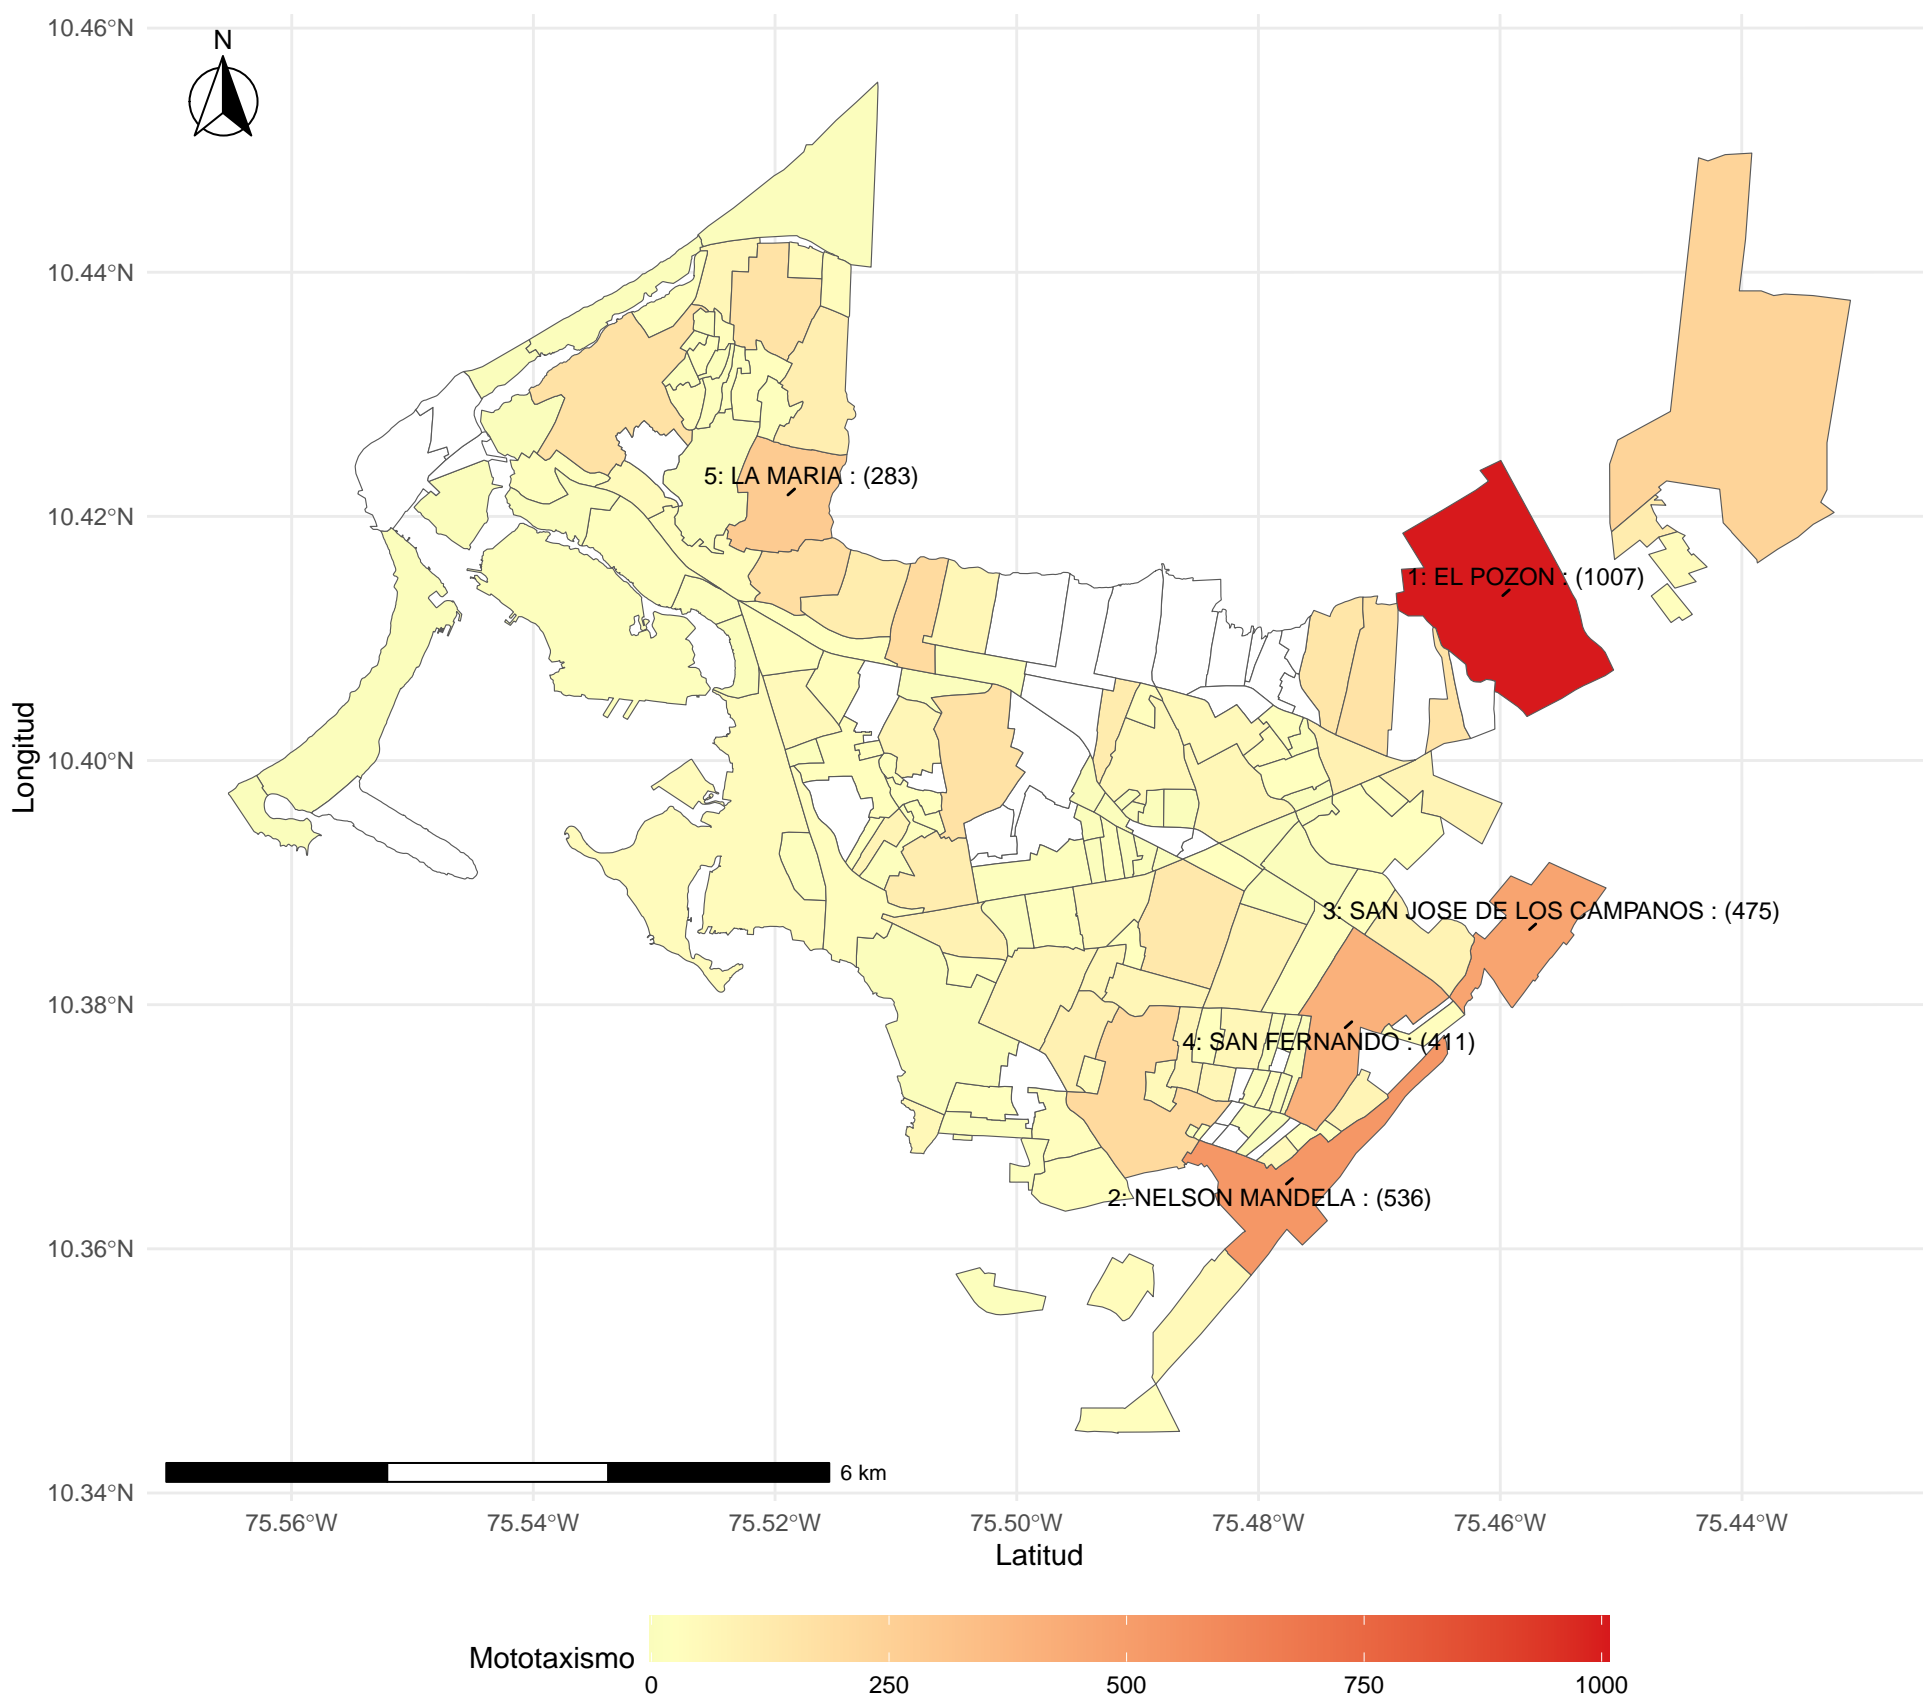 10.46°N
N
10.44°N
5: LA MARIA : (283)
10.42°N
1: EL POZON : (1007)
10.40°N
Longitud
3: SAN JOSE DE LOS CAMPANOS : (475)
10.38°N
4: SAN FERNANDO : (411)
2: NELSON MANDELA : (536)
10.36°N
6 km
10.34°N
75.56°W 75.54°W 75.52°W 75.50°W 75.48°W 75.46°W 75.44°W
Latitud
Mototaxismo
0 250 500 750 1000